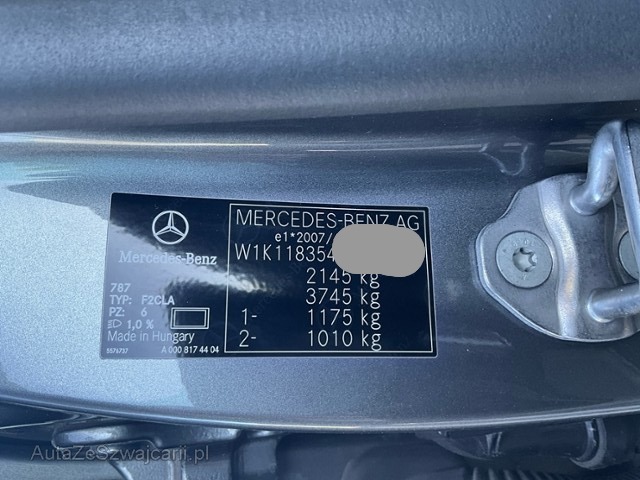 MERCEDES-BENZ AG
e1*2007/
W1K118354
2145 kg
3745 kg
1- 1175 kg
2- 1010 kg
Mercedes-Benz
787
TYP: F2CLA
PZ: 6
1,0 %
Made in Hungary
A 000 817 44 04
AutaZeSzwajcarii.pl